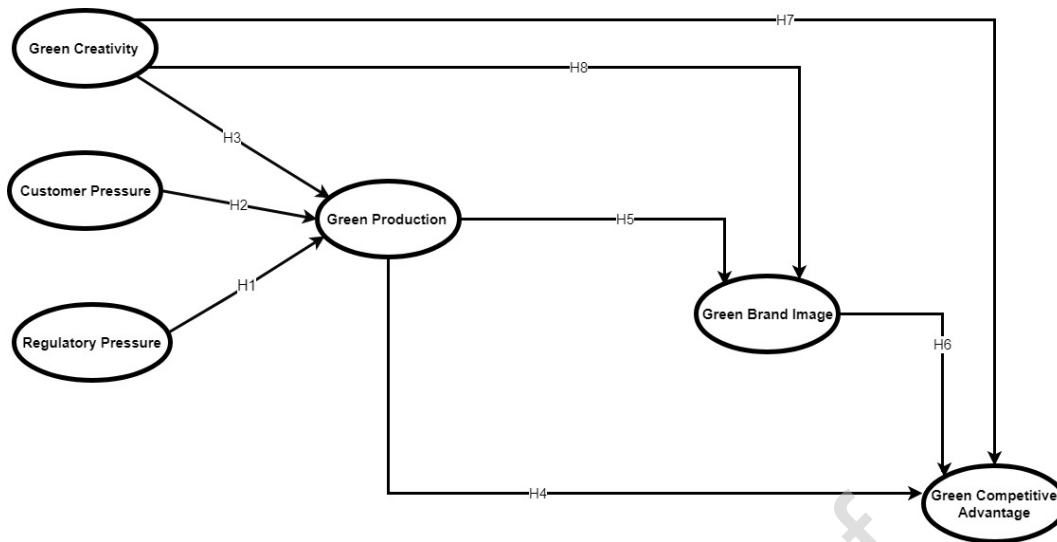 H7
Green Creativity
H8
H3
Customer Pressure
H2
Green Production
H5
H1
Green Brand Image
Regulatory Pressure
H6
H4
Green Competitive
Advantage
f